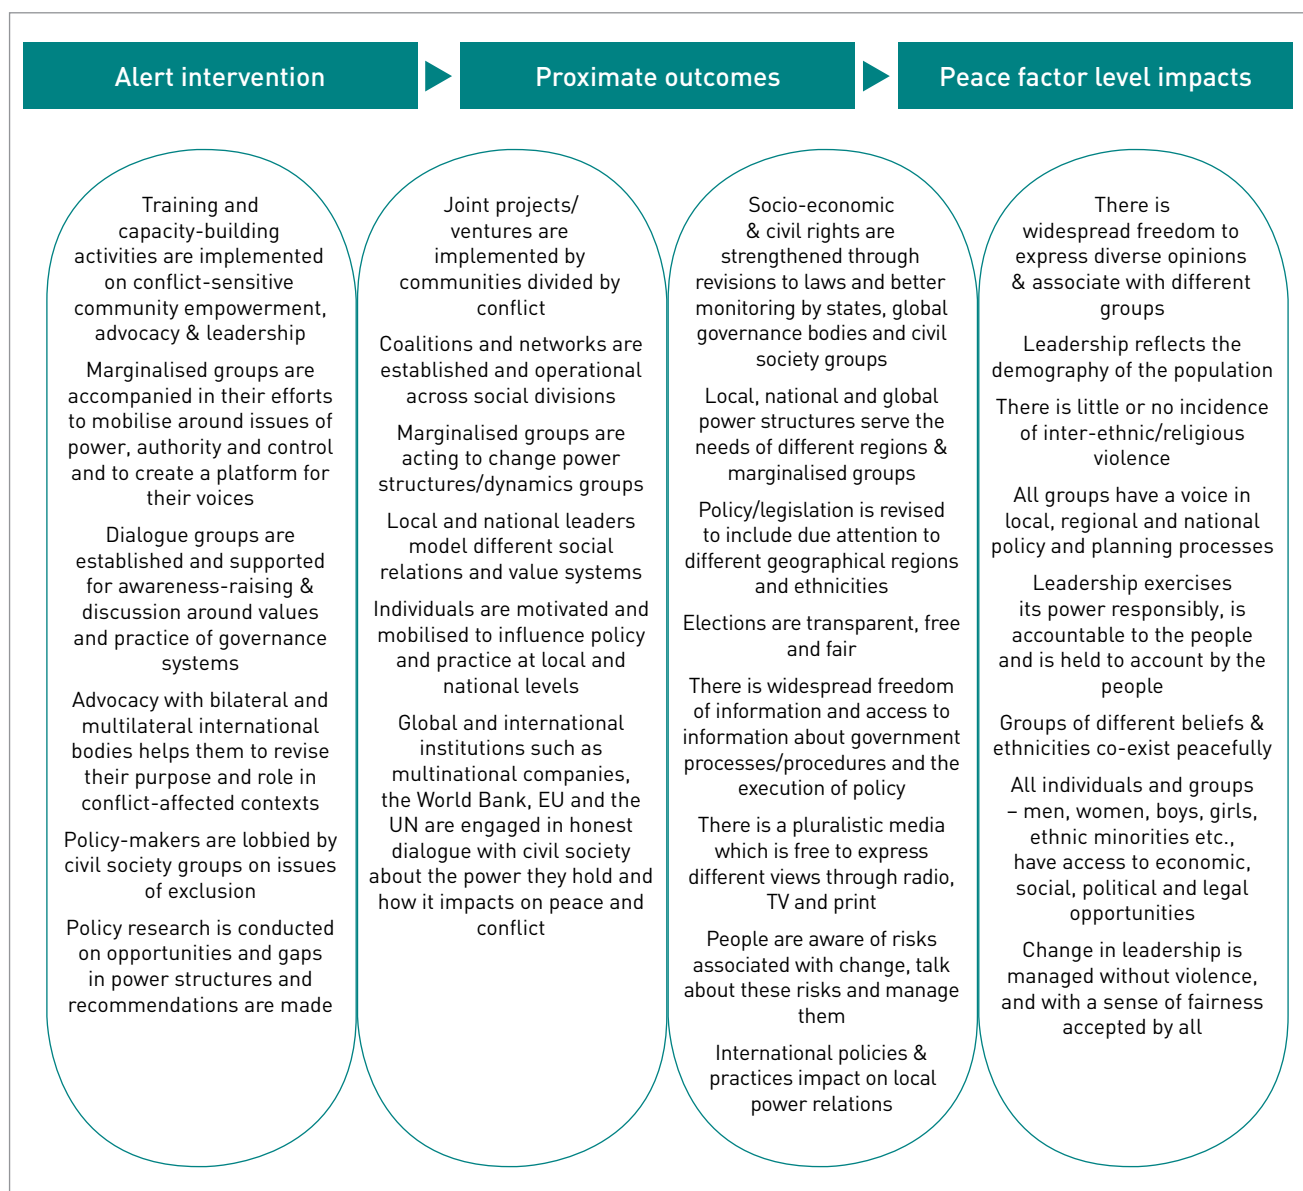 Alert intervention
Proximate outcomes
Peace factor level impacts
Training and
capacity-building
activities are implemented
on conflict-sensitive
community empowerment,
advocacy & leadership
Marginalised groups are
accompanied in their efforts
to mobilise around issues of
power, authority and control
and to create a platform for
their voices
Dialogue groups are
established and supported
for awareness-raising &
discussion around values
and practice of governance
systems
Advocacy with bilateral and
multilateral international
bodies helps them to revise
their purpose and role in
conflict-affected contexts
Policy-makers are lobbied by
civil society groups on issues
of exclusion
Policy research is conducted
on opportunities and gaps
in power structures and
recommendations are made
Joint projects/
ventures are
implemented by
communities divided by
conflict
Coalitions and networks are
established and operational
across social divisions
Marginalised groups are
acting to change power
structures/dynamics groups
Local and national leaders
model different social
relations and value systems
Individuals are motivated and
mobilised to influence policy
and practice at local and
national levels
Global and international
institutions such as
multinational companies,
the World Bank, EU and the
UN are engaged in honest
dialogue with civil society
about the power they hold and
how it impacts on peace and
conflict
Socio-economic
& civil rights are
strengthened through
revisions to laws and better
monitoring by states, global
governance bodies and civil
society groups
Local, national and global
power structures serve the
needs of different regions &
marginalised groups
Policy/legislation is revised
to include due attention to
different geographical regions
and ethnicities
Elections are transparent, free
and fair
There is widespread freedom
of information and access to
information about government
processes/procedures and the
execution of policy
There is a pluralistic media
which is free to express
different views through radio,
TV and print
People are aware of risks
associated with change, talk
about these risks and manage
them
International policies &
practices impact on local
power relations
There is
widespread freedom to
express diverse opinions
& associate with different
groups
Leadership reflects the
demography of the population
There is little or no incidence
of inter-ethnic/religious
violence
All groups have a voice in
local, regional and national
policy and planning processes
Leadership exercises
its power responsibly, is
accountable to the people
and is held to account by the
people
Groups of different beliefs &
ethnicities co-exist peacefully
All individuals and groups
– men, women, boys, girls,
ethnic minorities etc.,
have access to economic,
social, political and legal
opportunities
Change in leadership is
managed without violence,
and with a sense of fairness
accepted by all